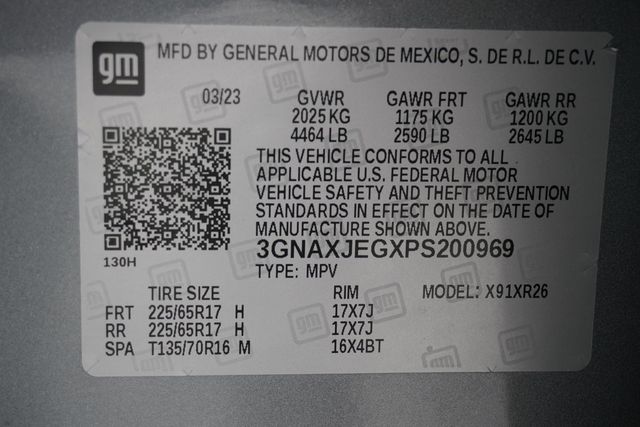 gm MFD BY GENERAL MOTORS DE MEXICO, S. DE R.L. DE C.V.
03/23 GVWR GAWR FRT GAWR RR
2025 KG 1175 KG 1200 KG
4464 LB 2590 LB 2645 LB
THIS VEHICLE CONFORMS TO ALL
APPLICABLE U.S. FEDERAL MOTOR
VEHICLE SAFETY AND THEFT PREVENTION
STANDARDS IN EFFECT ON THE DATE OF
MANUFACTURE SHOWN ABOVE.
3GNAXJEGXPS200969
130H
TYPE: MPV
TIRE SIZE RIM MODEL: X91XR26
FRT 225/65R17 H 17X7J
RR 225/65R17 H 17X7J
SPA T135/70R16 M 16X4BT